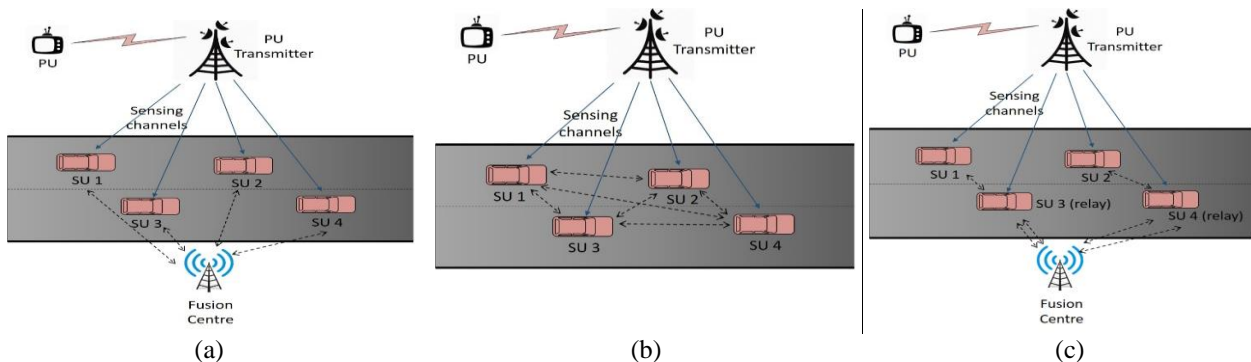 PU
PU
Transmitter
Sensing
channels
SU 1
SU 2
SU 3
SU 4
Fusion
Centre
(a)
PU
PU
Transmitter
Sensing
channels
SU 1
SU 2
SU 3
SU 4
(b)
PU
PU
Transmitter
Sensing
channels
SU 1
SU 2
SU 3 (relay)
SU 4 (relay)
Fusion
Centre
(c)